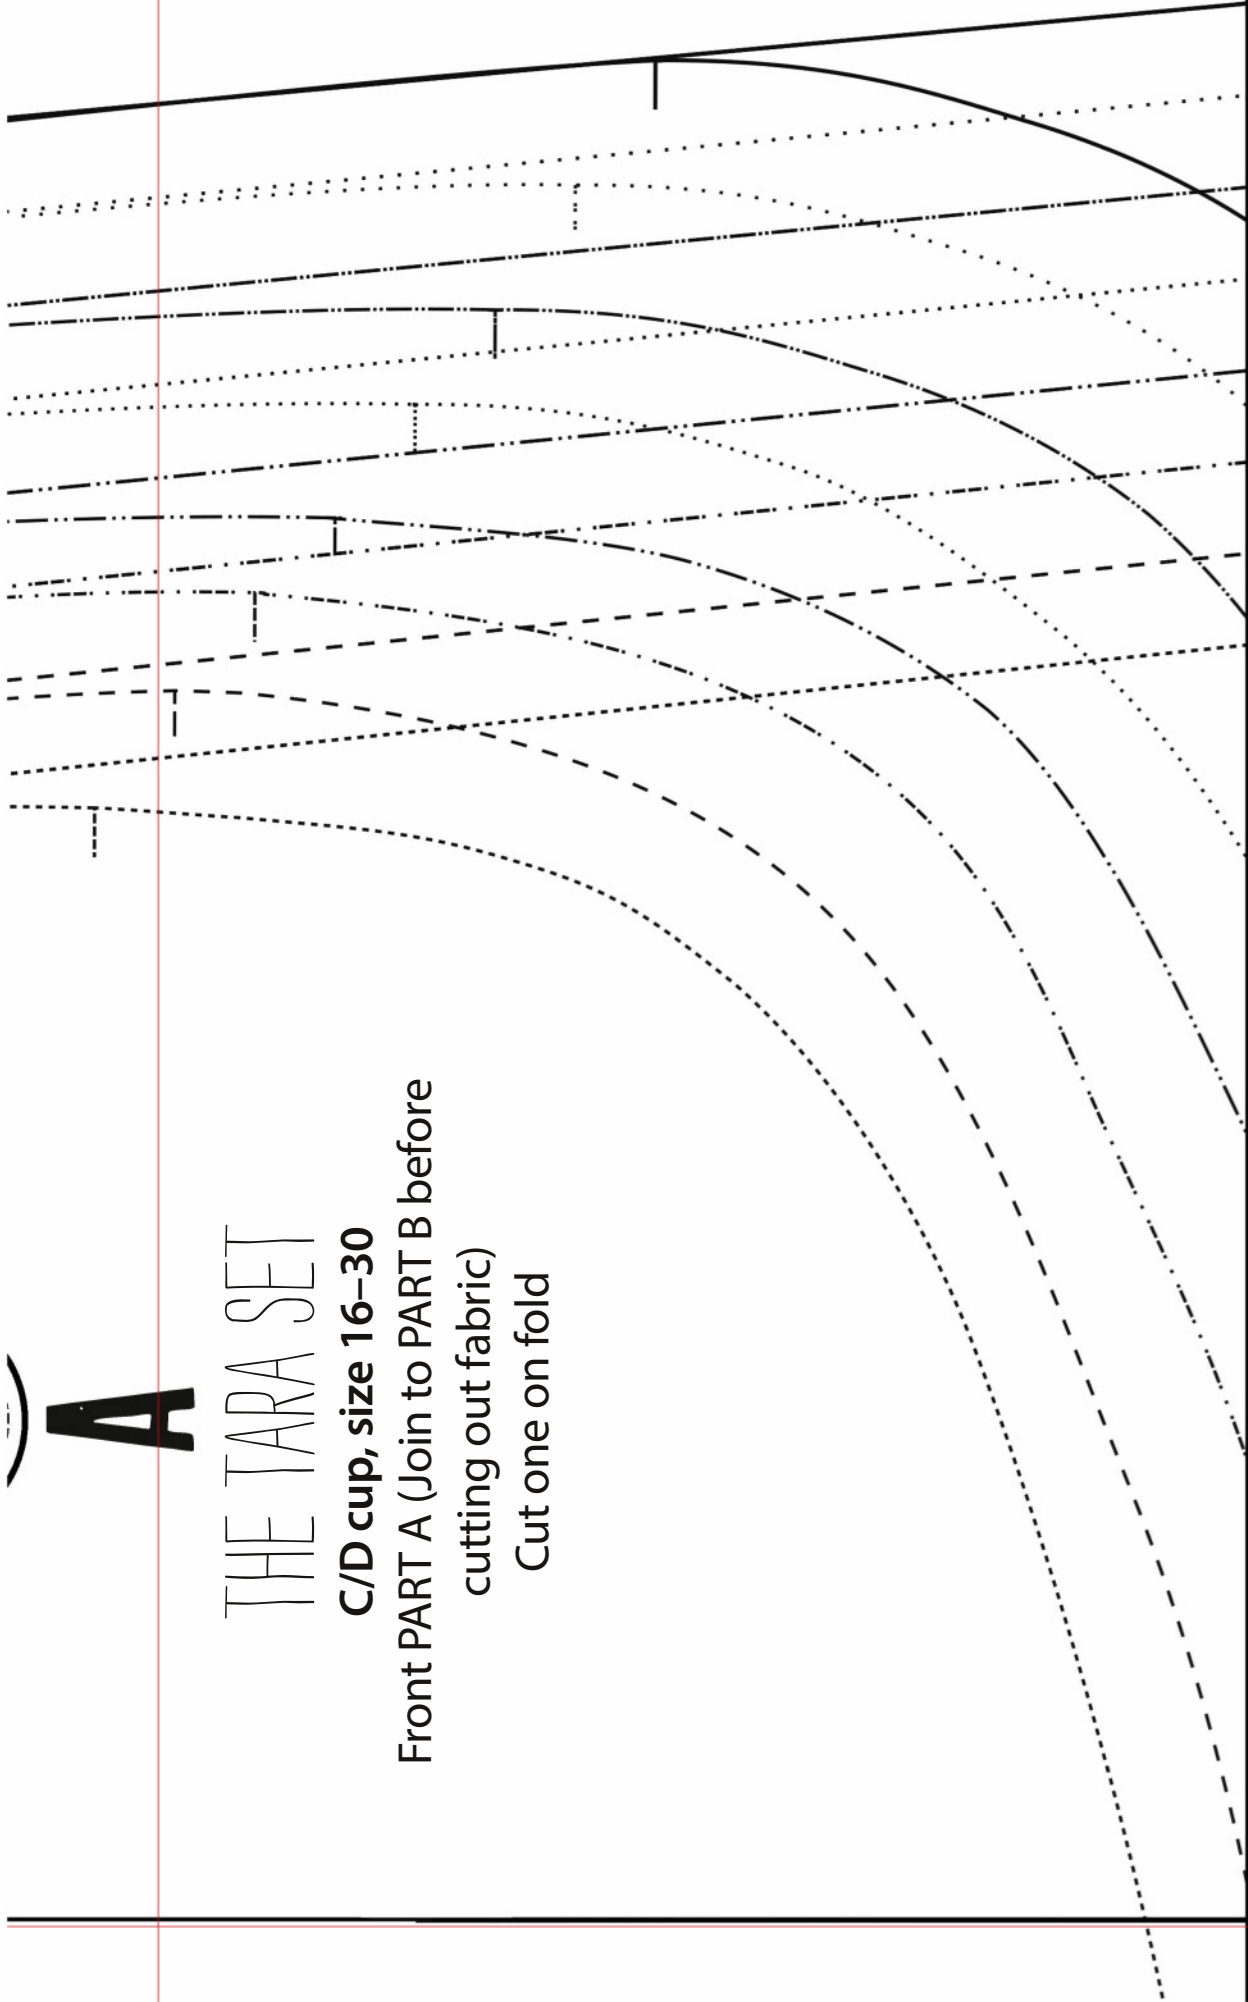 A
THE TARA SET
C/D cup, size 16–30
Front PART A (Join to PART B before
cutting out fabric)
Cut one on fold